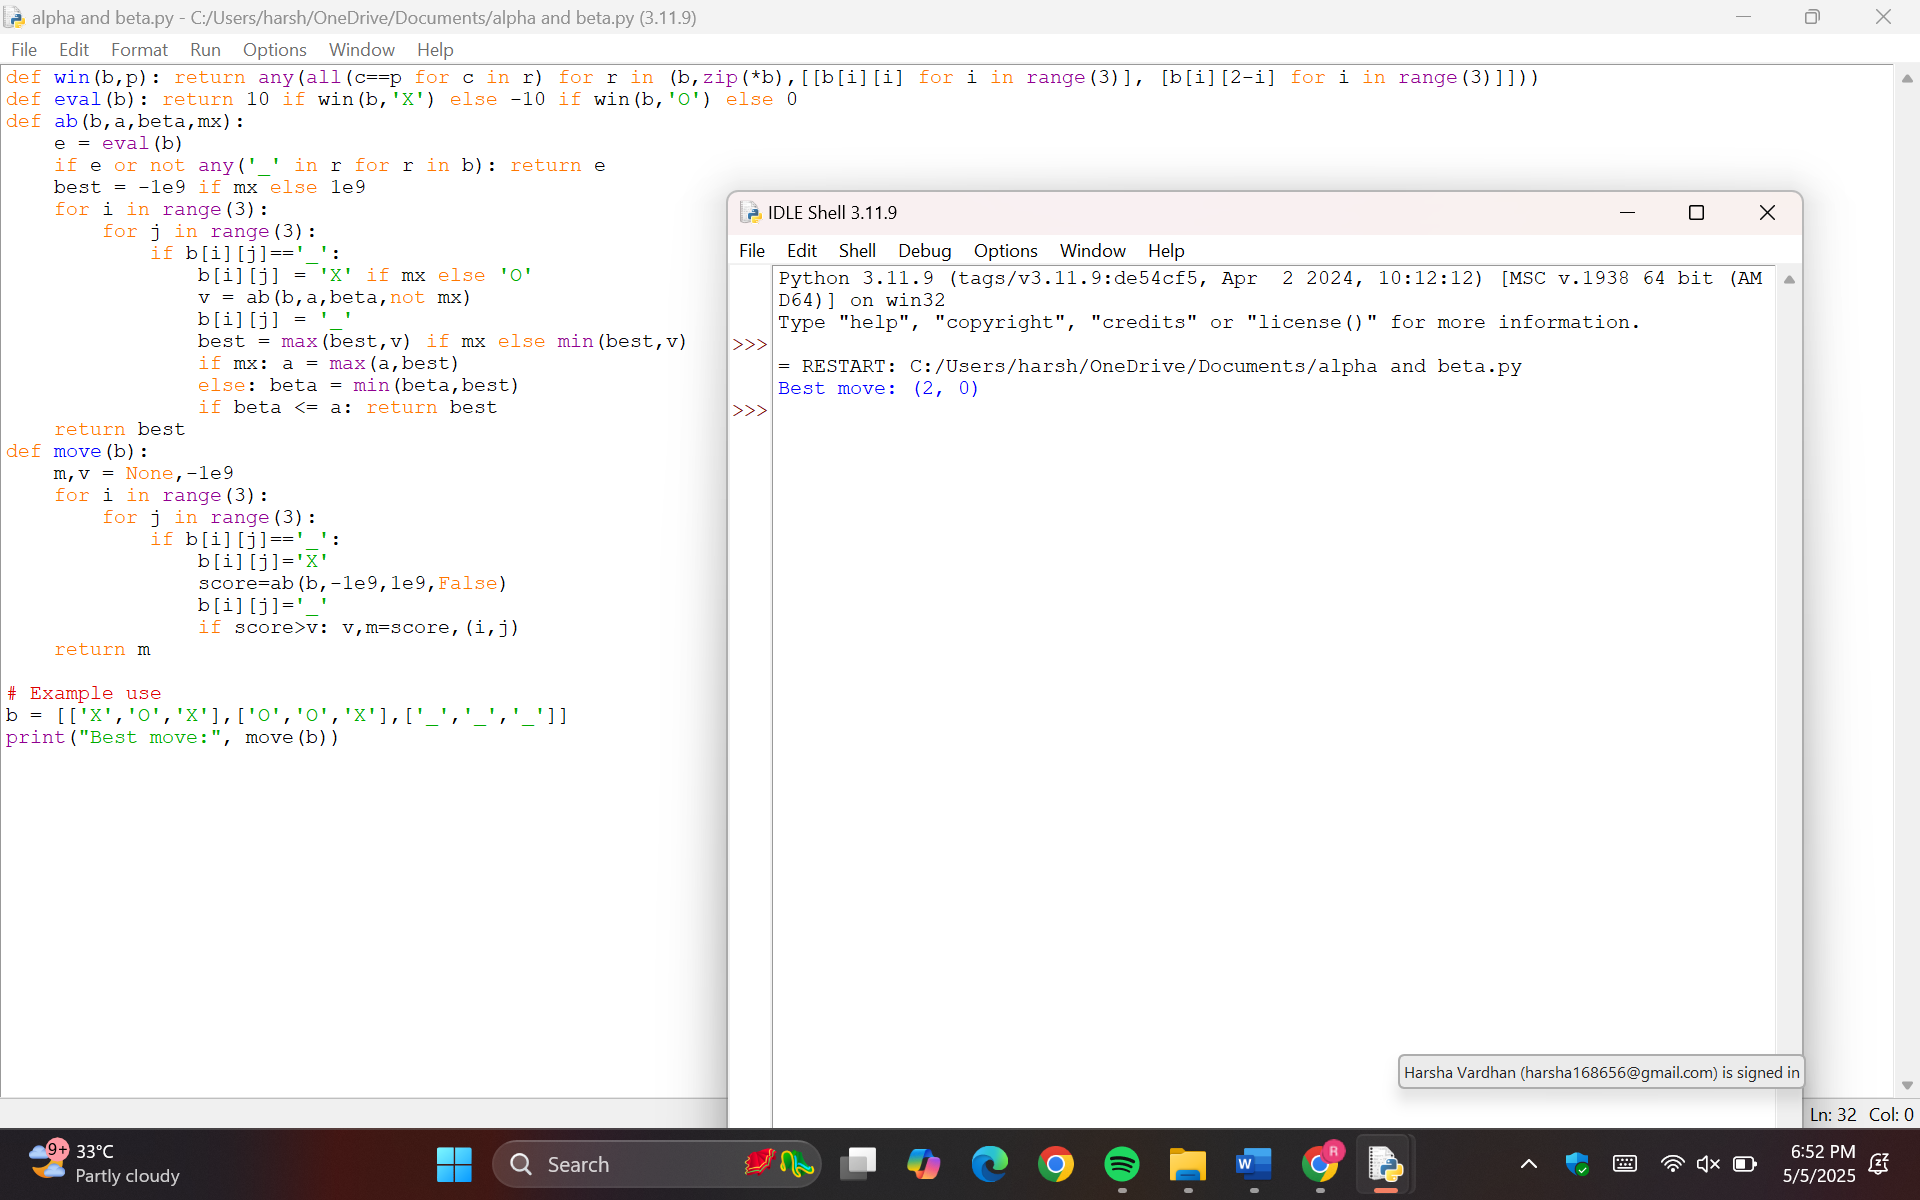 alpha and beta.py - C:/Users/harsh/OneDrive/Documents/alpha and beta.py (3.11.9)
File Edit Format Run Options Window Help
def win(b,p): return any(all(c==p for c in r) for r in (b,zip(*b),[[b[i][i] for i in range(3)], [b[i][2-i] for i in range(3)]]))
def eval(b): return 10 if win(b,'X') else -10 if win(b,'O') else 0
def ab(b,a,beta,mx):
    e = eval(b)
    if e or not any('_' in r for r in b): return e
    best = -1e9 if mx else 1e9
    for i in range(3):
        for j in range(3):
            if b[i][j]=='_':
                b[i][j] = 'X' if mx else 'O'
                v = ab(b,a,beta,not mx)
                b[i][j] = '_'
                best = max(best,v) if mx else min(best,v)
                if mx: a = max(a,best)
                else: beta = min(beta,best)
                if beta <= a: return best
    return best
def move(b):
    m,v = None,-1e9
    for i in range(3):
        for j in range(3):
            if b[i][j]=='_':
                b[i][j]='X'
                score=ab(b,-1e9,1e9,False)
                b[i][j]='_'
                if score>v: v,m=score,(i,j)
    return m
# Example use
b = [['X','O','X'],['O','O','X'],['_','_','_']]
print("Best move:", move(b))
IDLE Shell 3.11.9
File Edit Shell Debug Options Window Help
Python 3.11.9 (tags/v3.11.9:de54cf5, Apr  2 2024, 10:12:12) [MSC v.1938 64 bit (AM
D64)] on win32
Type "help", "copyright", "credits" or "license()" for more information.
>>>
= RESTART: C:/Users/harsh/OneDrive/Documents/alpha and beta.py
Best move: (2, 0)
>>>
Harsha Vardhan (harsha168656@gmail.com) is signed in
Ln: 32 Col: 0
9+
33°C
Partly cloudy
Search
W
R
6:52 PM
5/5/2025